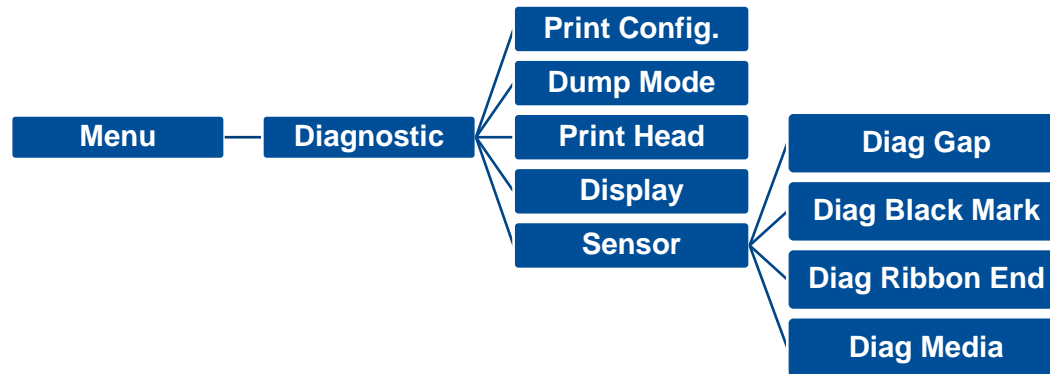 Menu
Diagnostic
Print Config.
Dump Mode
Print Head
Display
Sensor
Diag Gap
Diag Black Mark
Diag Ribbon End
Diag Media